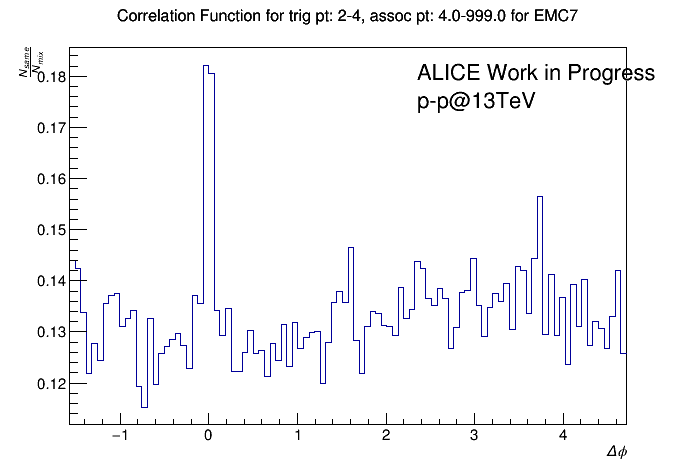 Correlation Function for trig pt: 2-4, assoc pt: 4.0-999.0 for EMC7
N_same
N_mix
ALICE Work in Progress
p-p@13TeV
0.18
0.17
0.16
0.15
0.14
0.13
0.12
−1 0 1 2 3 4
Δϕ